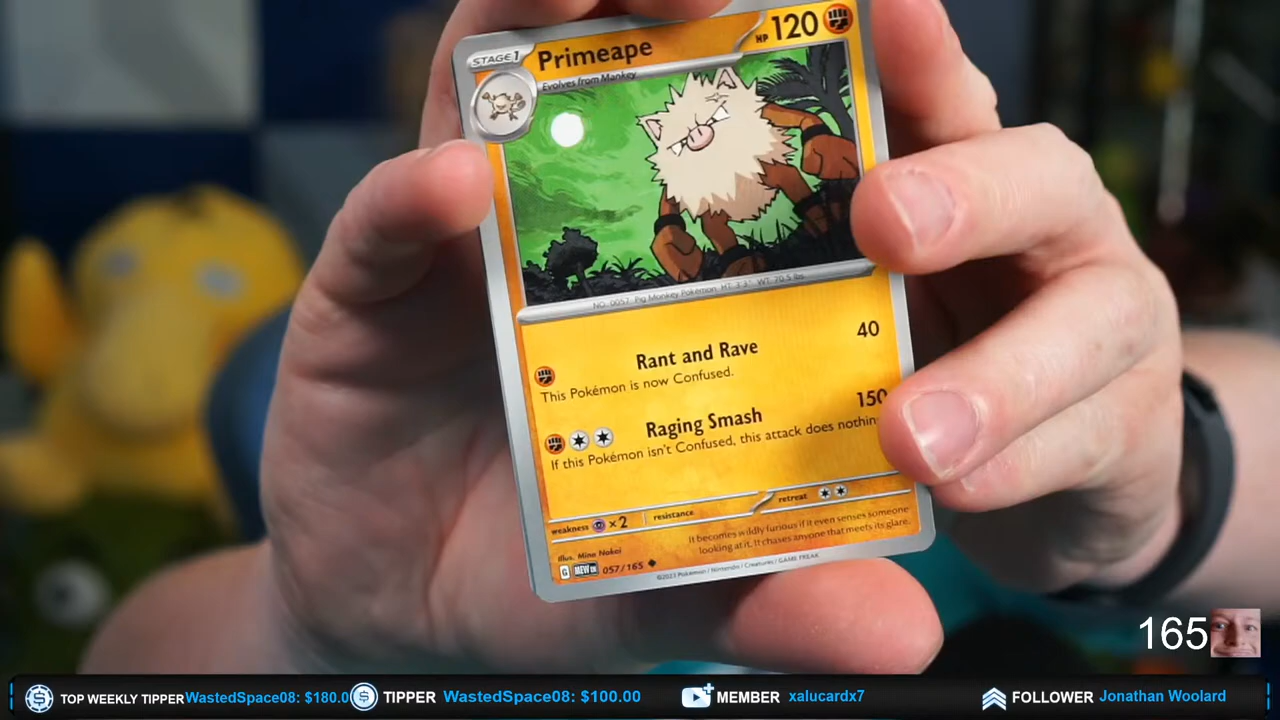 STAGE 1
Primeape
HP 120
Evolves from Mankey
NO. 0057 Pig Monkey Pokémon HT: 3'3" WT: 70.5 lbs
Rant and Rave 40
This Pokémon is now Confused.
Raging Smash 150
If this Pokémon isn't Confused, this attack does nothin
weakness ×2 resistance retreat
It becomes wildly furious if it even senses someone
looking at it. It chases anyone that meets its glare.
Illus. Mina Nakai
G MEW EN 057/165
©2023 Pokémon / Nintendo / Creatures / GAME FREAK
165
TOP WEEKLY TIPPER WastedSpace08: $180.0 TIPPER WastedSpace08: $100.00 MEMBER xalucardx7 FOLLOWER Jonathan Woolard